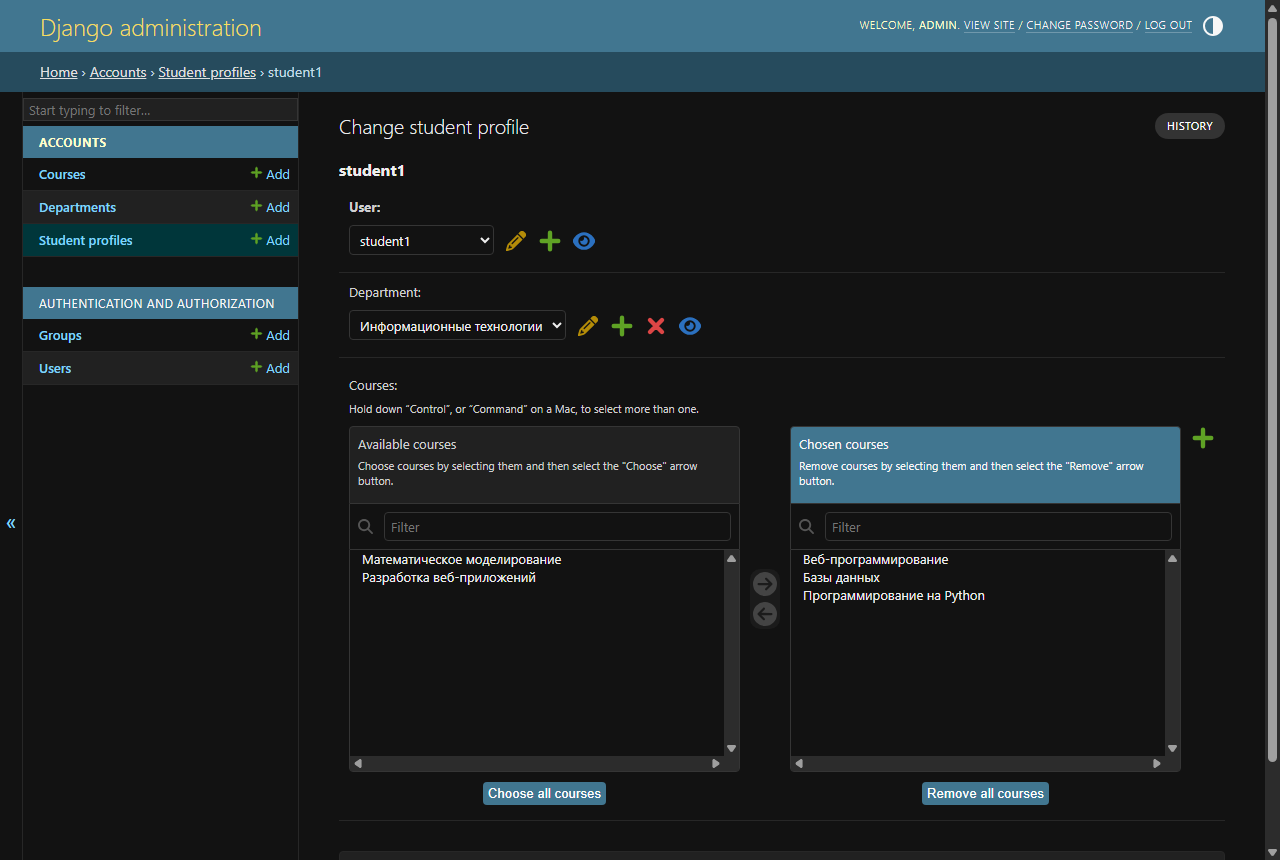 Django administration
WELCOME, ADMIN. VIEW SITE / CHANGE PASSWORD / LOG OUT
Home › Accounts › Student profiles › student1
Start typing to filter...
ACCOUNTS
Courses + Add
Departments + Add
Student profiles + Add
AUTHENTICATION AND AUTHORIZATION
Groups + Add
Users + Add
«
Change student profile
HISTORY
student1
User:
student1
Department:
Информационные технологии
Courses:
Hold down “Control”, or “Command” on a Mac, to select more than one.
Available courses
Choose courses by selecting them and then select the "Choose" arrow
button.
Filter
Математическое моделирование
Разработка веб-приложений
Choose all courses
Chosen courses
Remove courses by selecting them and then select the "Remove" arrow
button.
Filter
Веб-программирование
Базы данных
Программирование на Python
Remove all courses